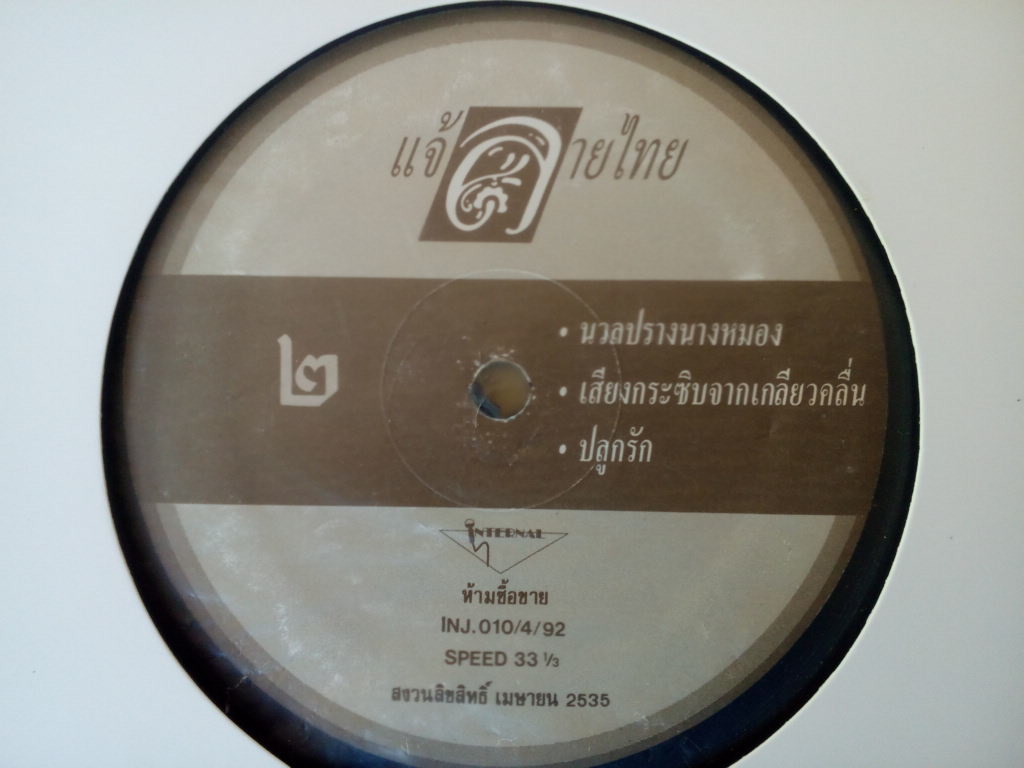 แจ้ ลายไทย
๒
• นวลปรางนางหมอง
• เสียงกระซิบจากเกลียวคลื่น
• ปลูกรัก
INTERNAL
ห้ามซื้อขาย
INJ.010/4/92
SPEED 33 ⅓
สงวนลิขสิทธิ์ เมษายน 2535